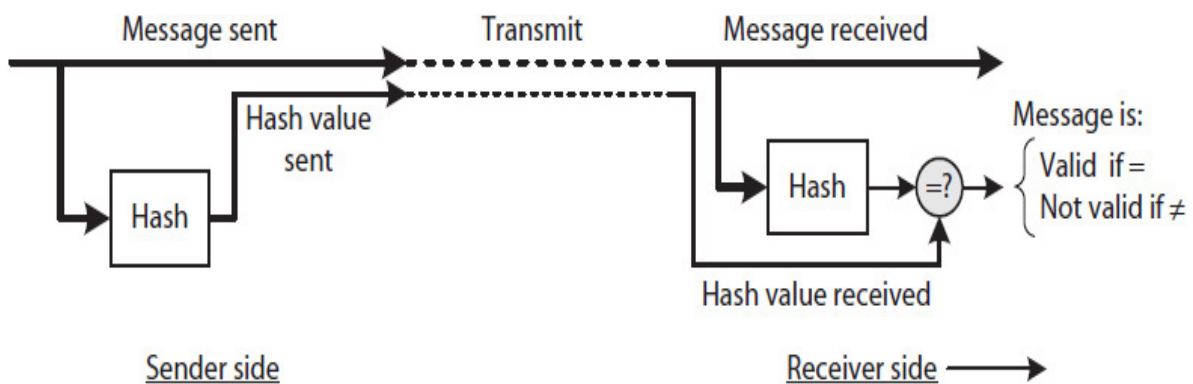 Message sent
Transmit
Message received
Hash value
sent
Message is:
Hash
Hash
=?
Valid if =
Not valid if ≠
Hash value received
Sender side
Receiver side